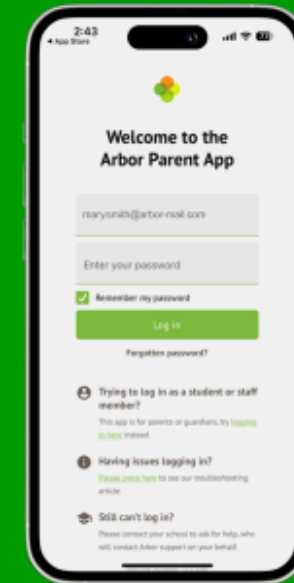 2:43
◀ App Store
77
Welcome to the
Arbor Parent App
marysmith@arbor-mail.com
Enter your password
Remember my password
Log in
Forgotten password?
Trying to log in as a student or staff
member?
This app is for parents or guardians, try logging
in here instead.
Having issues logging in?
Please press here to see our troubleshooting
article.
Still can't log in?
Please contact your school to ask for help, who
will contact Arbor support on your behalf.